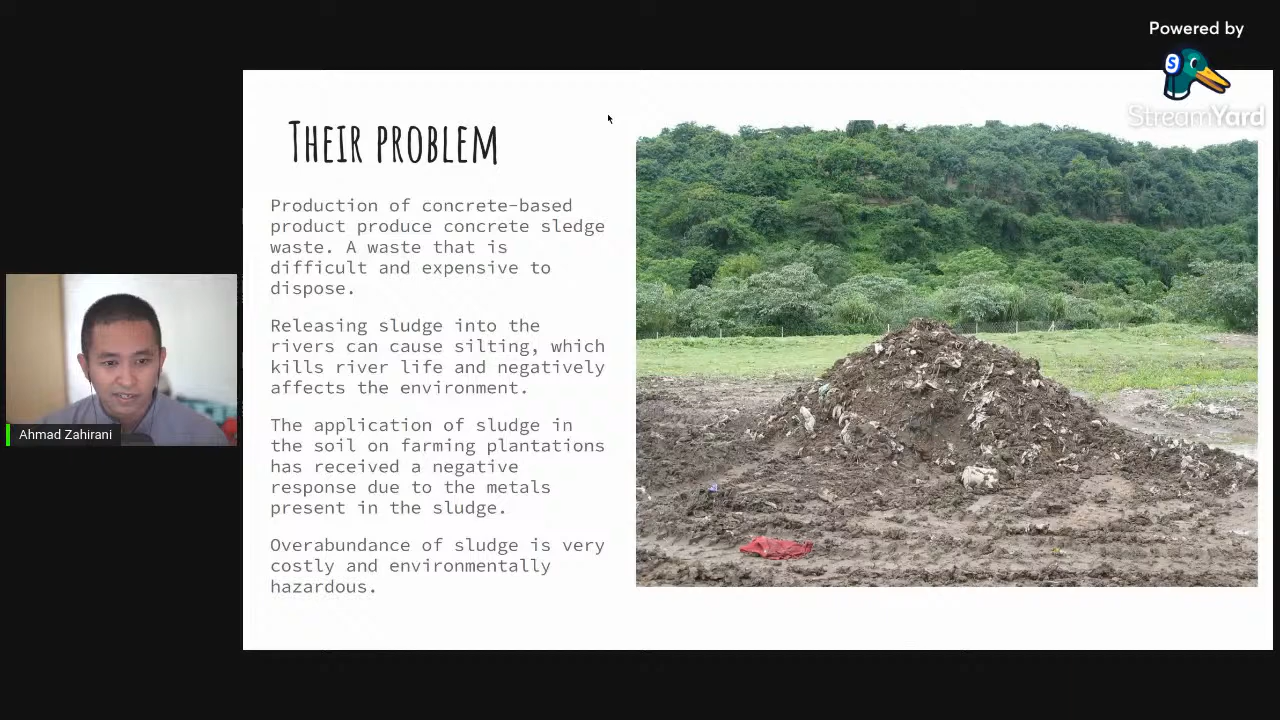 Powered by
StreamYard
THEIR PROBLEM
Production of concrete-based
product produce concrete sledge
waste. A waste that is
difficult and expensive to
dispose.
Releasing sludge into the
rivers can cause silting, which
kills river life and negatively
affects the environment.
The application of sludge in
the soil on farming plantations
has received a negative
response due to the metals
present in the sludge.
Overabundance of sludge is very
costly and environmentally
hazardous.
Ahmad Zahirani